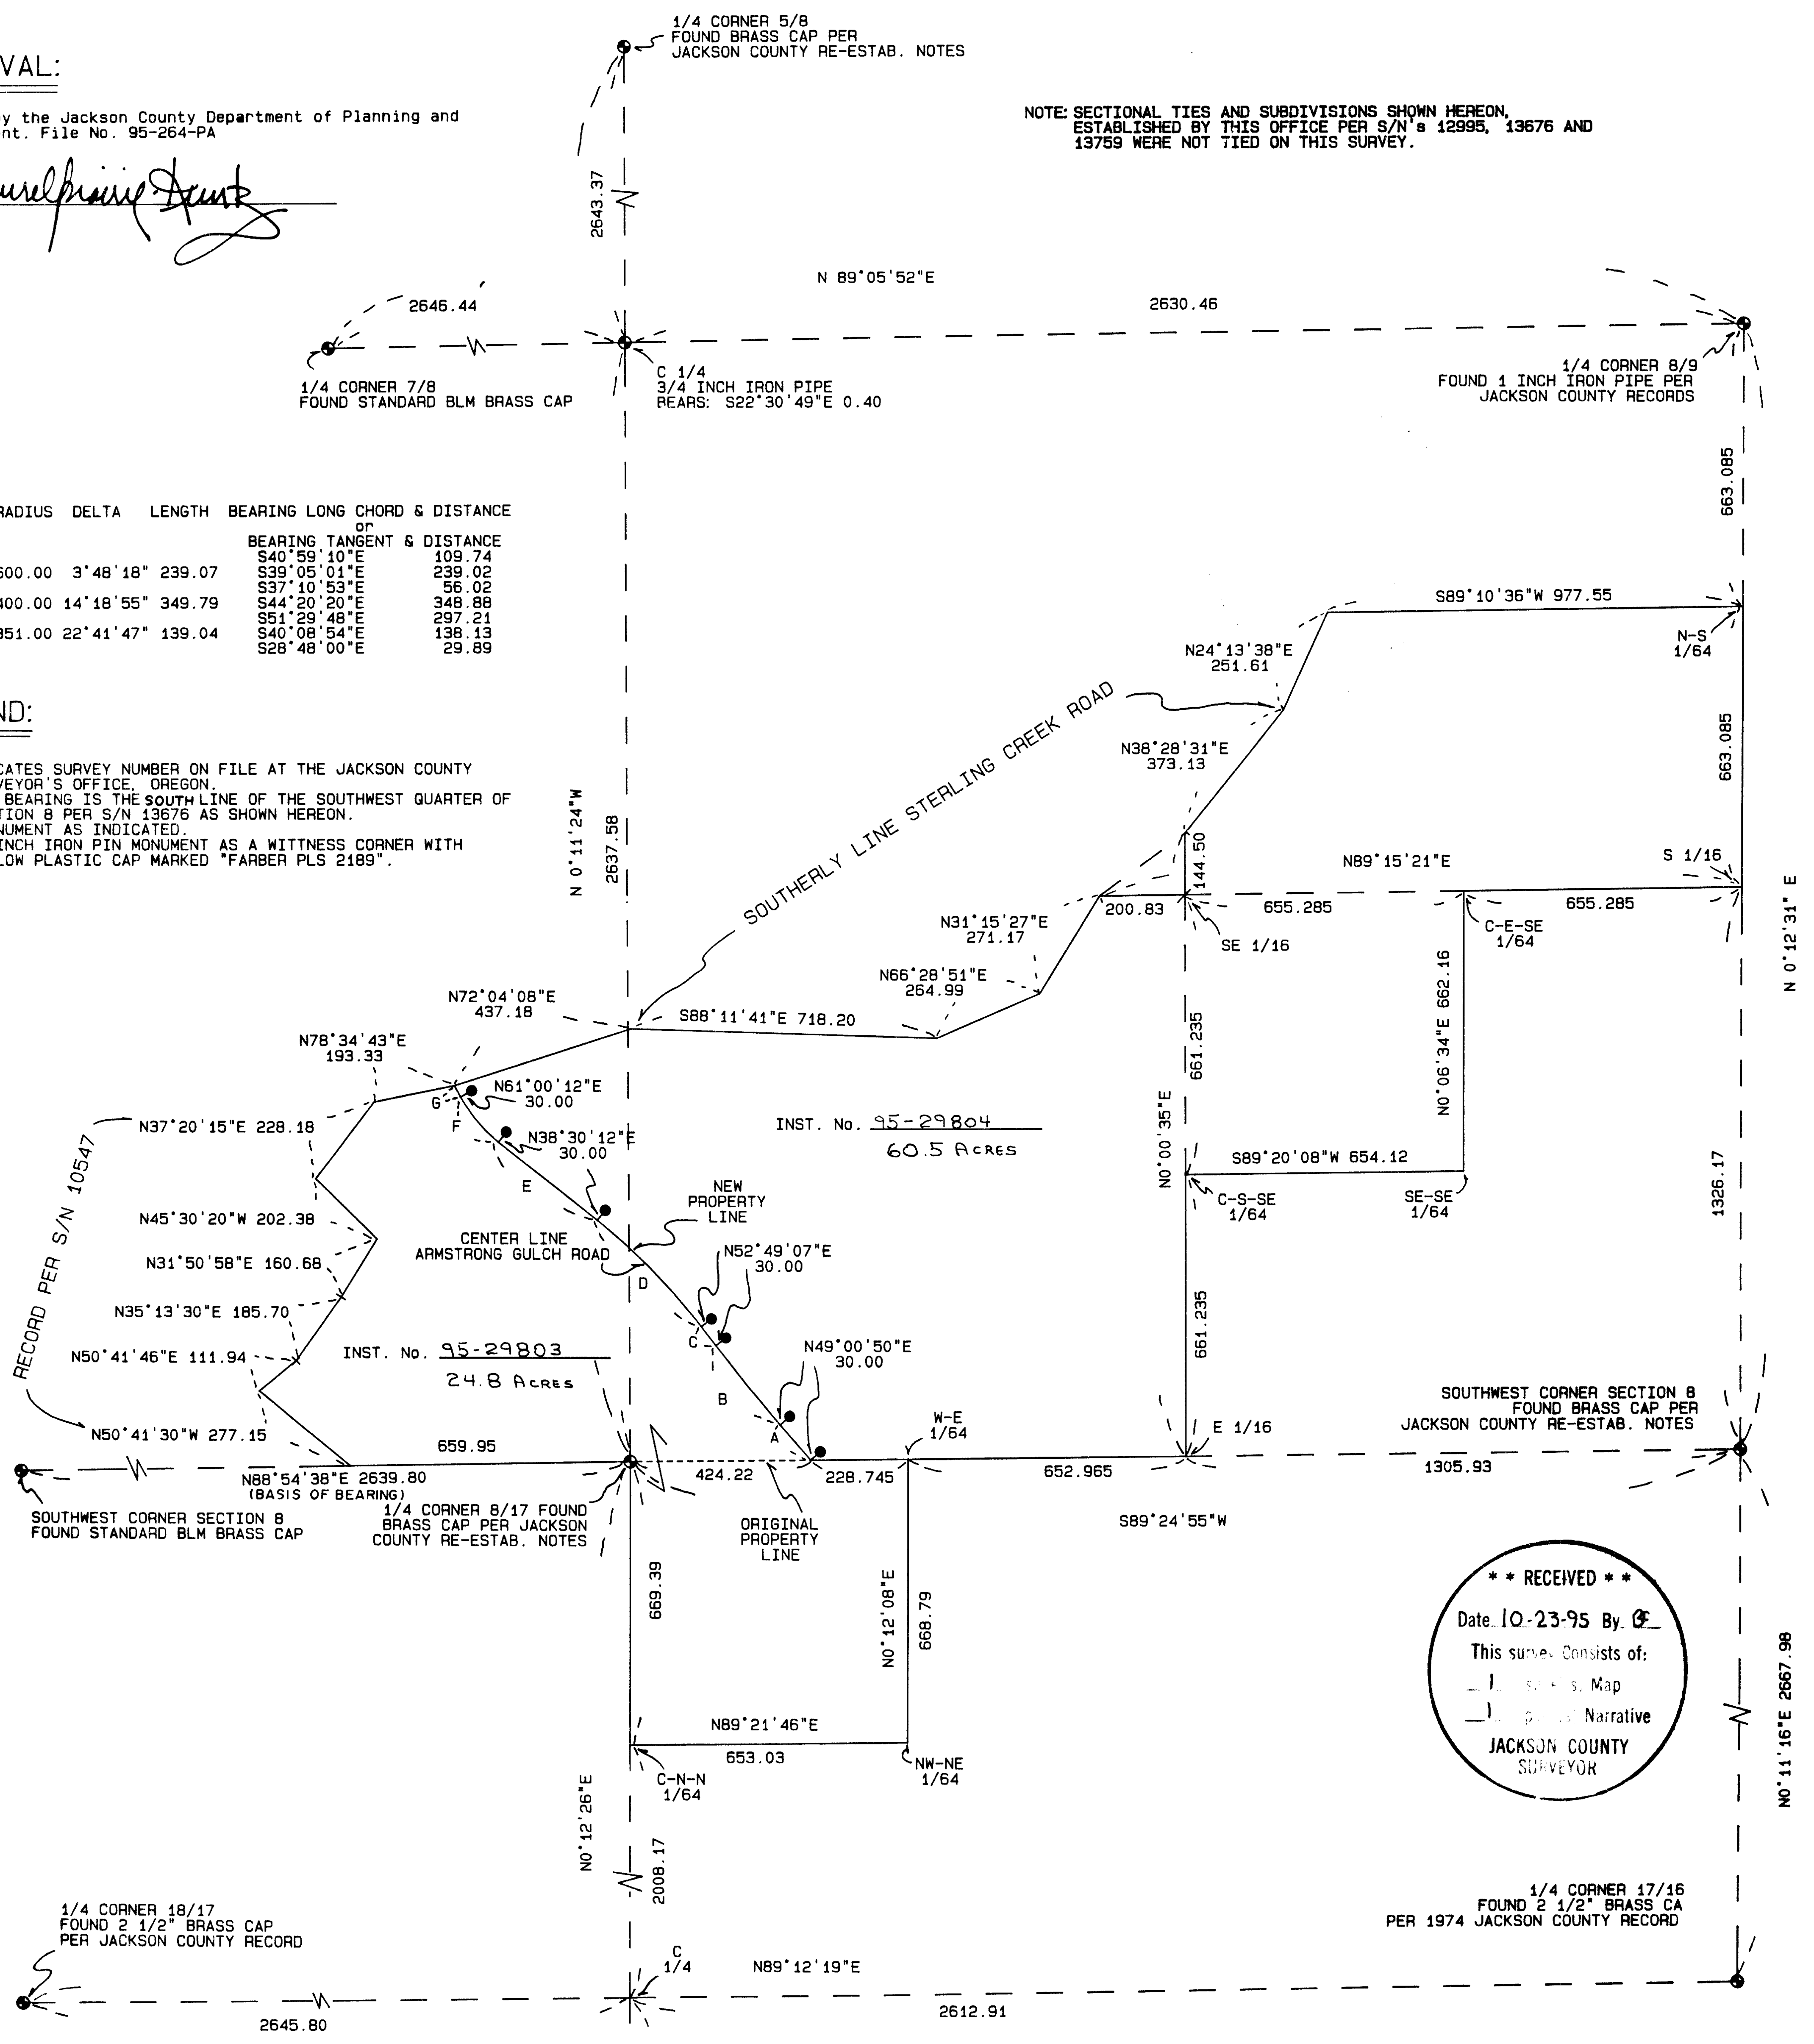 VAL:
y the Jackson County Department of Planning and
nt. File No. 95-264-PA
1/4 CORNER 5/8
FOUND BRASS CAP PER
JACKSON COUNTY RE-ESTAB. NOTES
NOTE: SECTIONAL TIES AND SUBDIVISIONS SHOWN HEREON,
ESTABLISHED BY THIS OFFICE PER S/N's 12995, 13676 AND
13759 WERE NOT TIED ON THIS SURVEY.
2643.37
N 89°05'52"E
2646.44
2630.46
1/4 CORNER 7/8
FOUND STANDARD BLM BRASS CAP
C 1/4
3/4 INCH IRON PIPE
BEARS: S22°30'49"E 0.40
1/4 CORNER 8/9
FOUND 1 INCH IRON PIPE PER
JACKSON COUNTY RECORDS
663.085
RADIUS DELTA LENGTH BEARING LONG CHORD & DISTANCE
or
BEARING TANGENT & DISTANCE
S40°59'10"E 109.74
600.00 3°48'18" 239.07 S39°05'01"E 239.02
S37°10'53"E 56.02
400.00 14°18'55" 349.79 S44°20'20"E 348.88
S51°29'48"E 297.21
351.00 22°41'47" 139.04 S40°08'54"E 138.13
S28°48'00"E 29.89
S89°10'36"W 977.55
N-S
1/64
N24°13'38"E
251.61
ND:
CATES SURVEY NUMBER ON FILE AT THE JACKSON COUNTY
VEYOR'S OFFICE, OREGON.
BEARING IS THE SOUTH LINE OF THE SOUTHWEST QUARTER OF
TION 8 PER S/N 13676 AS SHOWN HEREON.
NUMENT AS INDICATED.
INCH IRON PIN MONUMENT AS A WITNESS CORNER WITH
LOW PLASTIC CAP MARKED "FARBER PLS 2189".
N 0°11'24"W
2637.58
SOUTHERLY LINE STERLING CREEK ROAD
N38°28'31"E
373.13
663.085
144.50
N89°15'21"E
S 1/16
200.83
655.285
655.285
SE 1/16
C-E-SE
1/64
N 0°12'31" E
N31°15'27"E
271.17
N66°28'51"E
264.99
N72°04'08"E
437.18
S88°11'41"E 718.20
N78°34'43"E
193.33
661.235
N0°06'34"E 662.16
G
F
N61°00'12"E
30.00
N37°20'15"E 228.18
N38°30'12"E
30.00
INST. No. 95-29804
60.5 ACRES
N0°00'35"E
S89°20'08"W 654.12
C-S-SE
1/64
SE-SE
1/64
1326.17
RECORD PER S/N 10547
E
NEW
PROPERTY
LINE
N45°30'20"W 202.38
CENTER LINE
ARMSTRONG GULCH ROAD
N31°50'58"E 160.68
D
N52°49'07"E
30.00
N35°13'30"E 185.70
661.235
N50°41'46"E 111.94
INST. No. 95-29803
24.8 ACRES
C
N49°00'50"E
30.00
B
N50°41'30"W 277.15
A
W-E
1/64
E 1/16
SOUTHWEST CORNER SECTION 8
FOUND BRASS CAP PER
JACKSON COUNTY RE-ESTAB. NOTES
659.95
N88°54'38"E 2639.80
(BASIS OF BEARING)
424.22
228.745
652.965
1305.93
SOUTHWEST CORNER SECTION 8
FOUND STANDARD BLM BRASS CAP
1/4 CORNER 8/17 FOUND
BRASS CAP PER JACKSON
COUNTY RE-ESTAB. NOTES
ORIGINAL
PROPERTY
LINE
S89°24'55"W
669.39
N0°12'08"E
668.79
* * RECEIVED * *
Date 10-23-95 By
This survey Consists of:
1 Map
1 Narrative
JACKSON COUNTY
SURVEYOR
N89°21'46"E
653.03
C-N-N
1/64
NW-NE
1/64
N0°11'16"E 2667.98
N0°12'26"E
2008.17
1/4 CORNER 18/17
FOUND 2 1/2" BRASS CAP
PER JACKSON COUNTY RECORD
1/4 CORNER 17/16
FOUND 2 1/2" BRASS CA
PER 1974 JACKSON COUNTY RECORD
C
1/4
N89°12'19"E
2645.80
2612.91